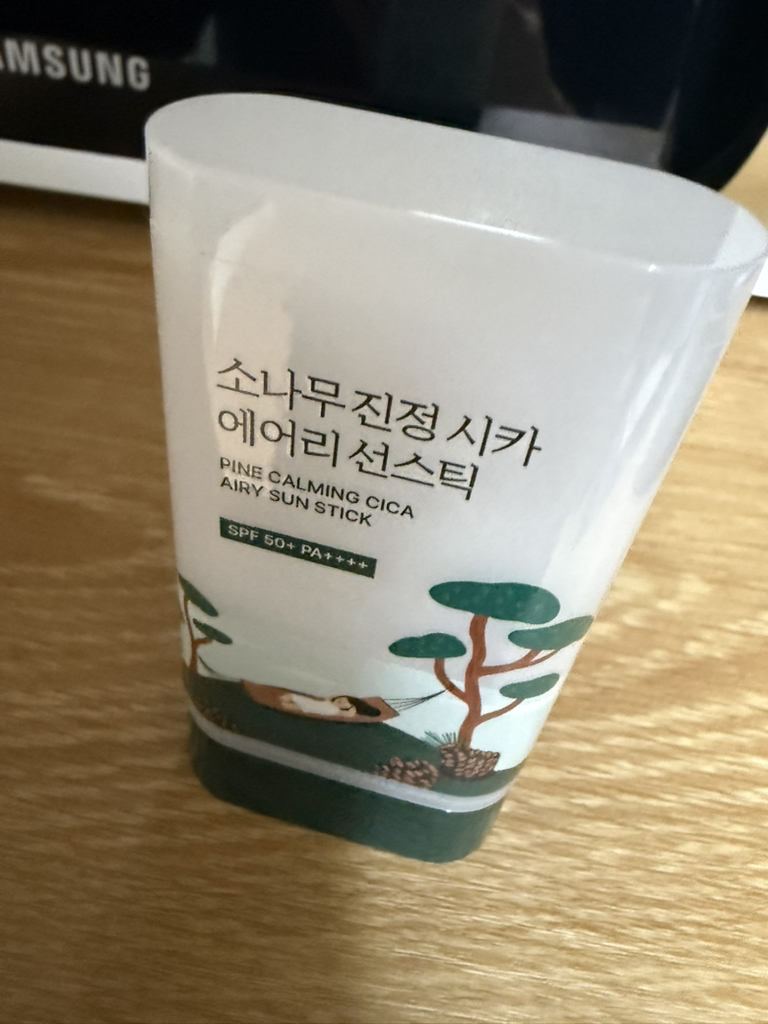 AMSUNG
소나무 진정 시카
에어리 선스틱
PINE CALMING CICA
AIRY SUN STICK
SPF 50+ PA++++